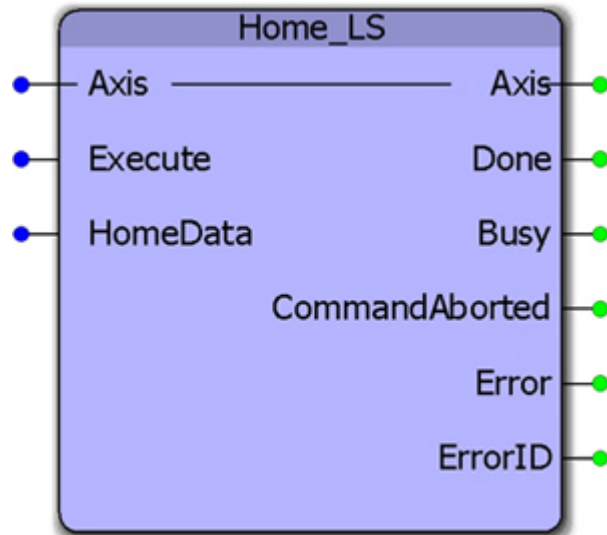 Home_LS
Axis Axis
Execute Done
HomeData Busy
CommandAborted
Error
ErrorID